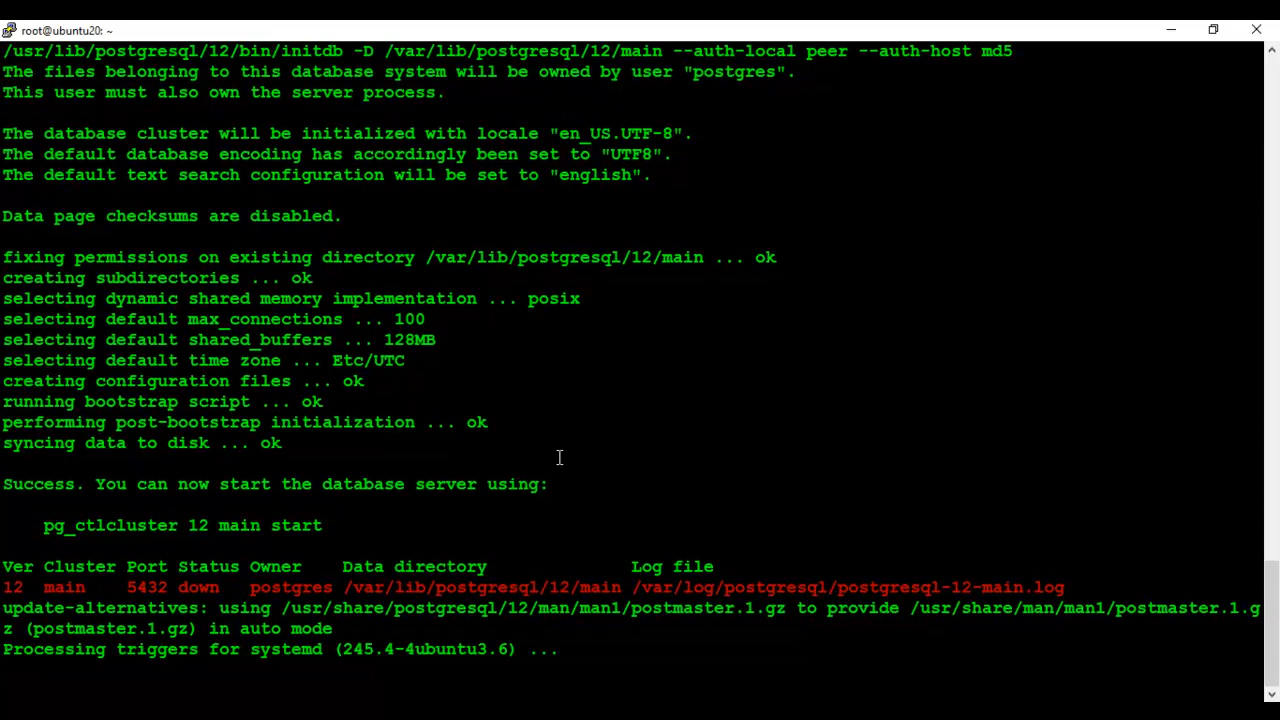 root@ubuntu20: ~
/usr/lib/postgresql/12/bin/initdb -D /var/lib/postgresql/12/main --auth-local peer --auth-host md5
The files belonging to this database system will be owned by user "postgres".
This user must also own the server process.
The database cluster will be initialized with locale "en_US.UTF-8".
The default database encoding has accordingly been set to "UTF8".
The default text search configuration will be set to "english".
Data page checksums are disabled.
fixing permissions on existing directory /var/lib/postgresql/12/main ... ok
creating subdirectories ... ok
selecting dynamic shared memory implementation ... posix
selecting default max_connections ... 100
selecting default shared_buffers ... 128MB
selecting default time zone ... Etc/UTC
creating configuration files ... ok
running bootstrap script ... ok
performing post-bootstrap initialization ... ok
syncing data to disk ... ok
Success. You can now start the database server using:
pg_ctlcluster 12 main start
Ver Cluster Port Status Owner    Data directory              Log file
12  main    5432 down   postgres /var/lib/postgresql/12/main /var/log/postgresql/postgresql-12-main.log
update-alternatives: using /usr/share/postgresql/12/man/man1/postmaster.1.gz to provide /usr/share/man/man1/postmaster.1.g
z (postmaster.1.gz) in auto mode
Processing triggers for systemd (245.4-4ubuntu3.6) ...